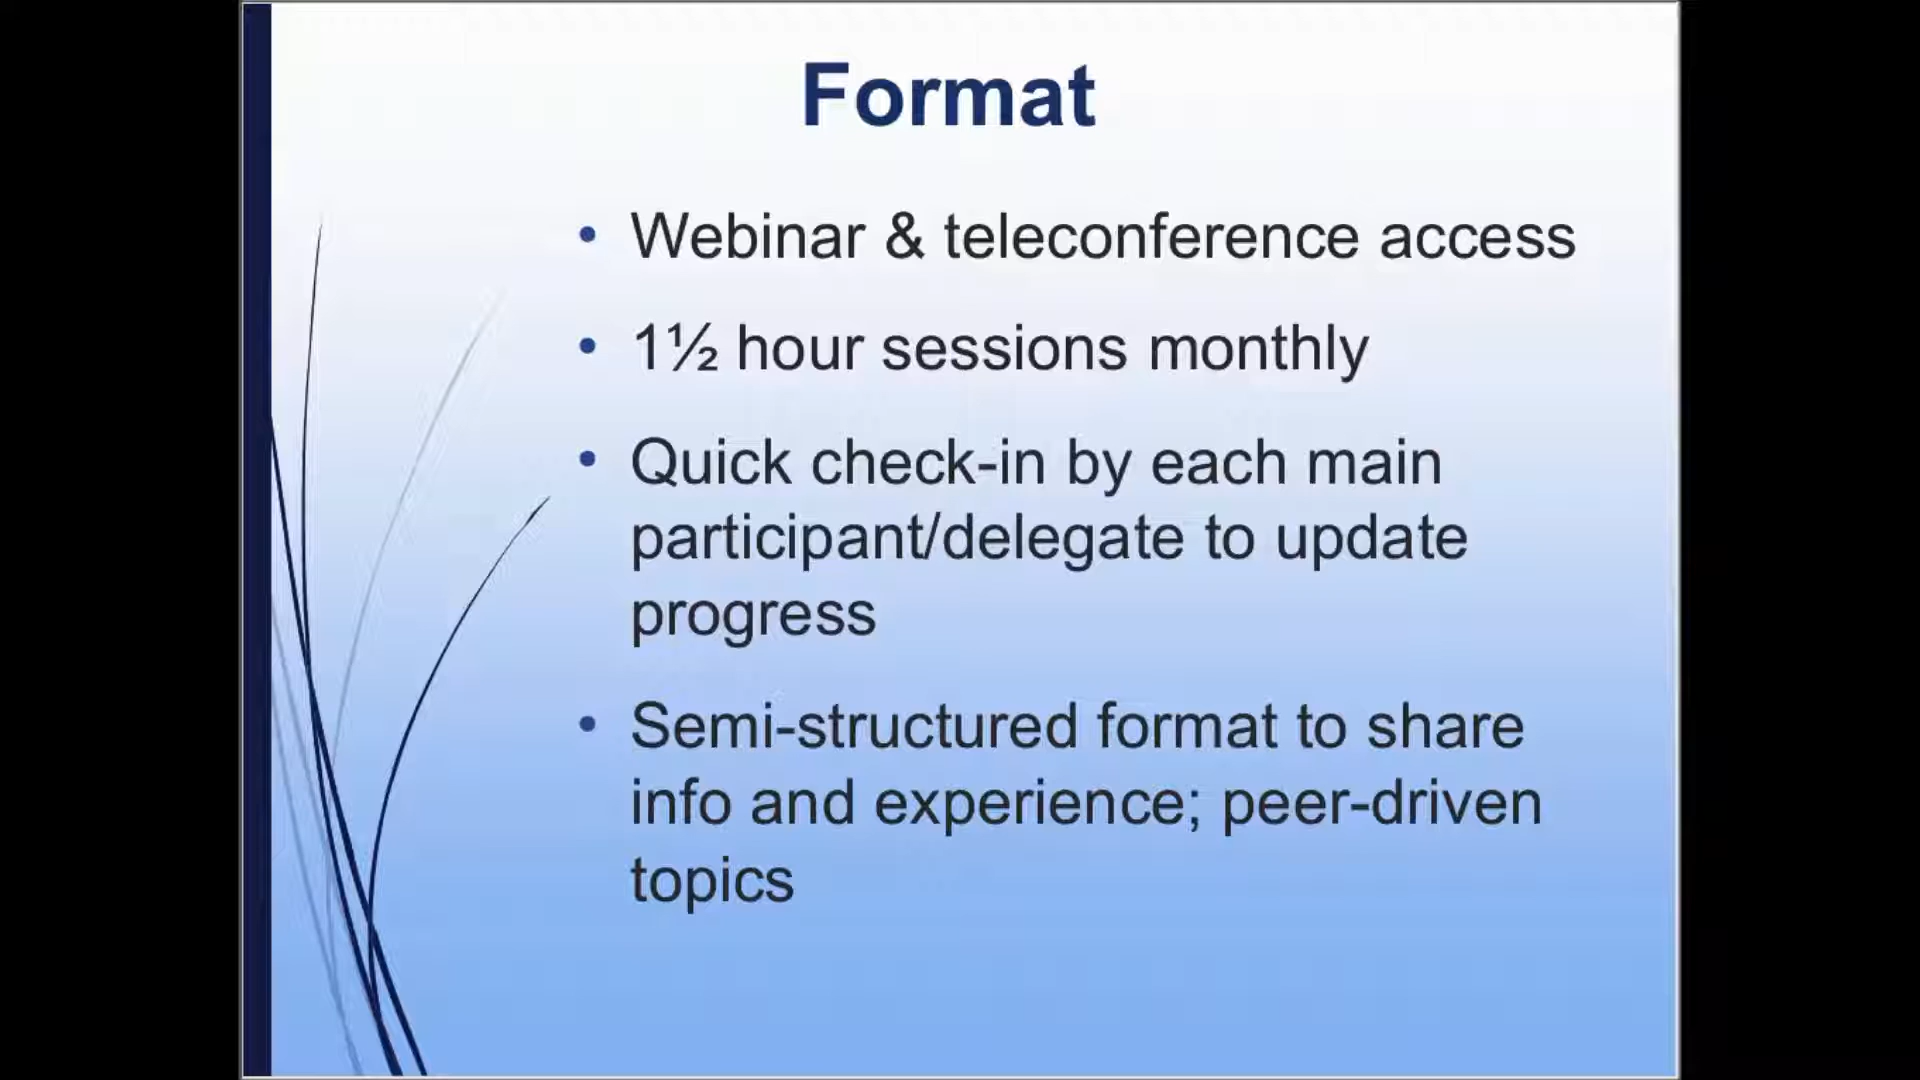 Format
• Webinar & teleconference access
• 1½ hour sessions monthly
• Quick check-in by each main
participant/delegate to update
progress
• Semi-structured format to share
info and experience; peer-driven
topics